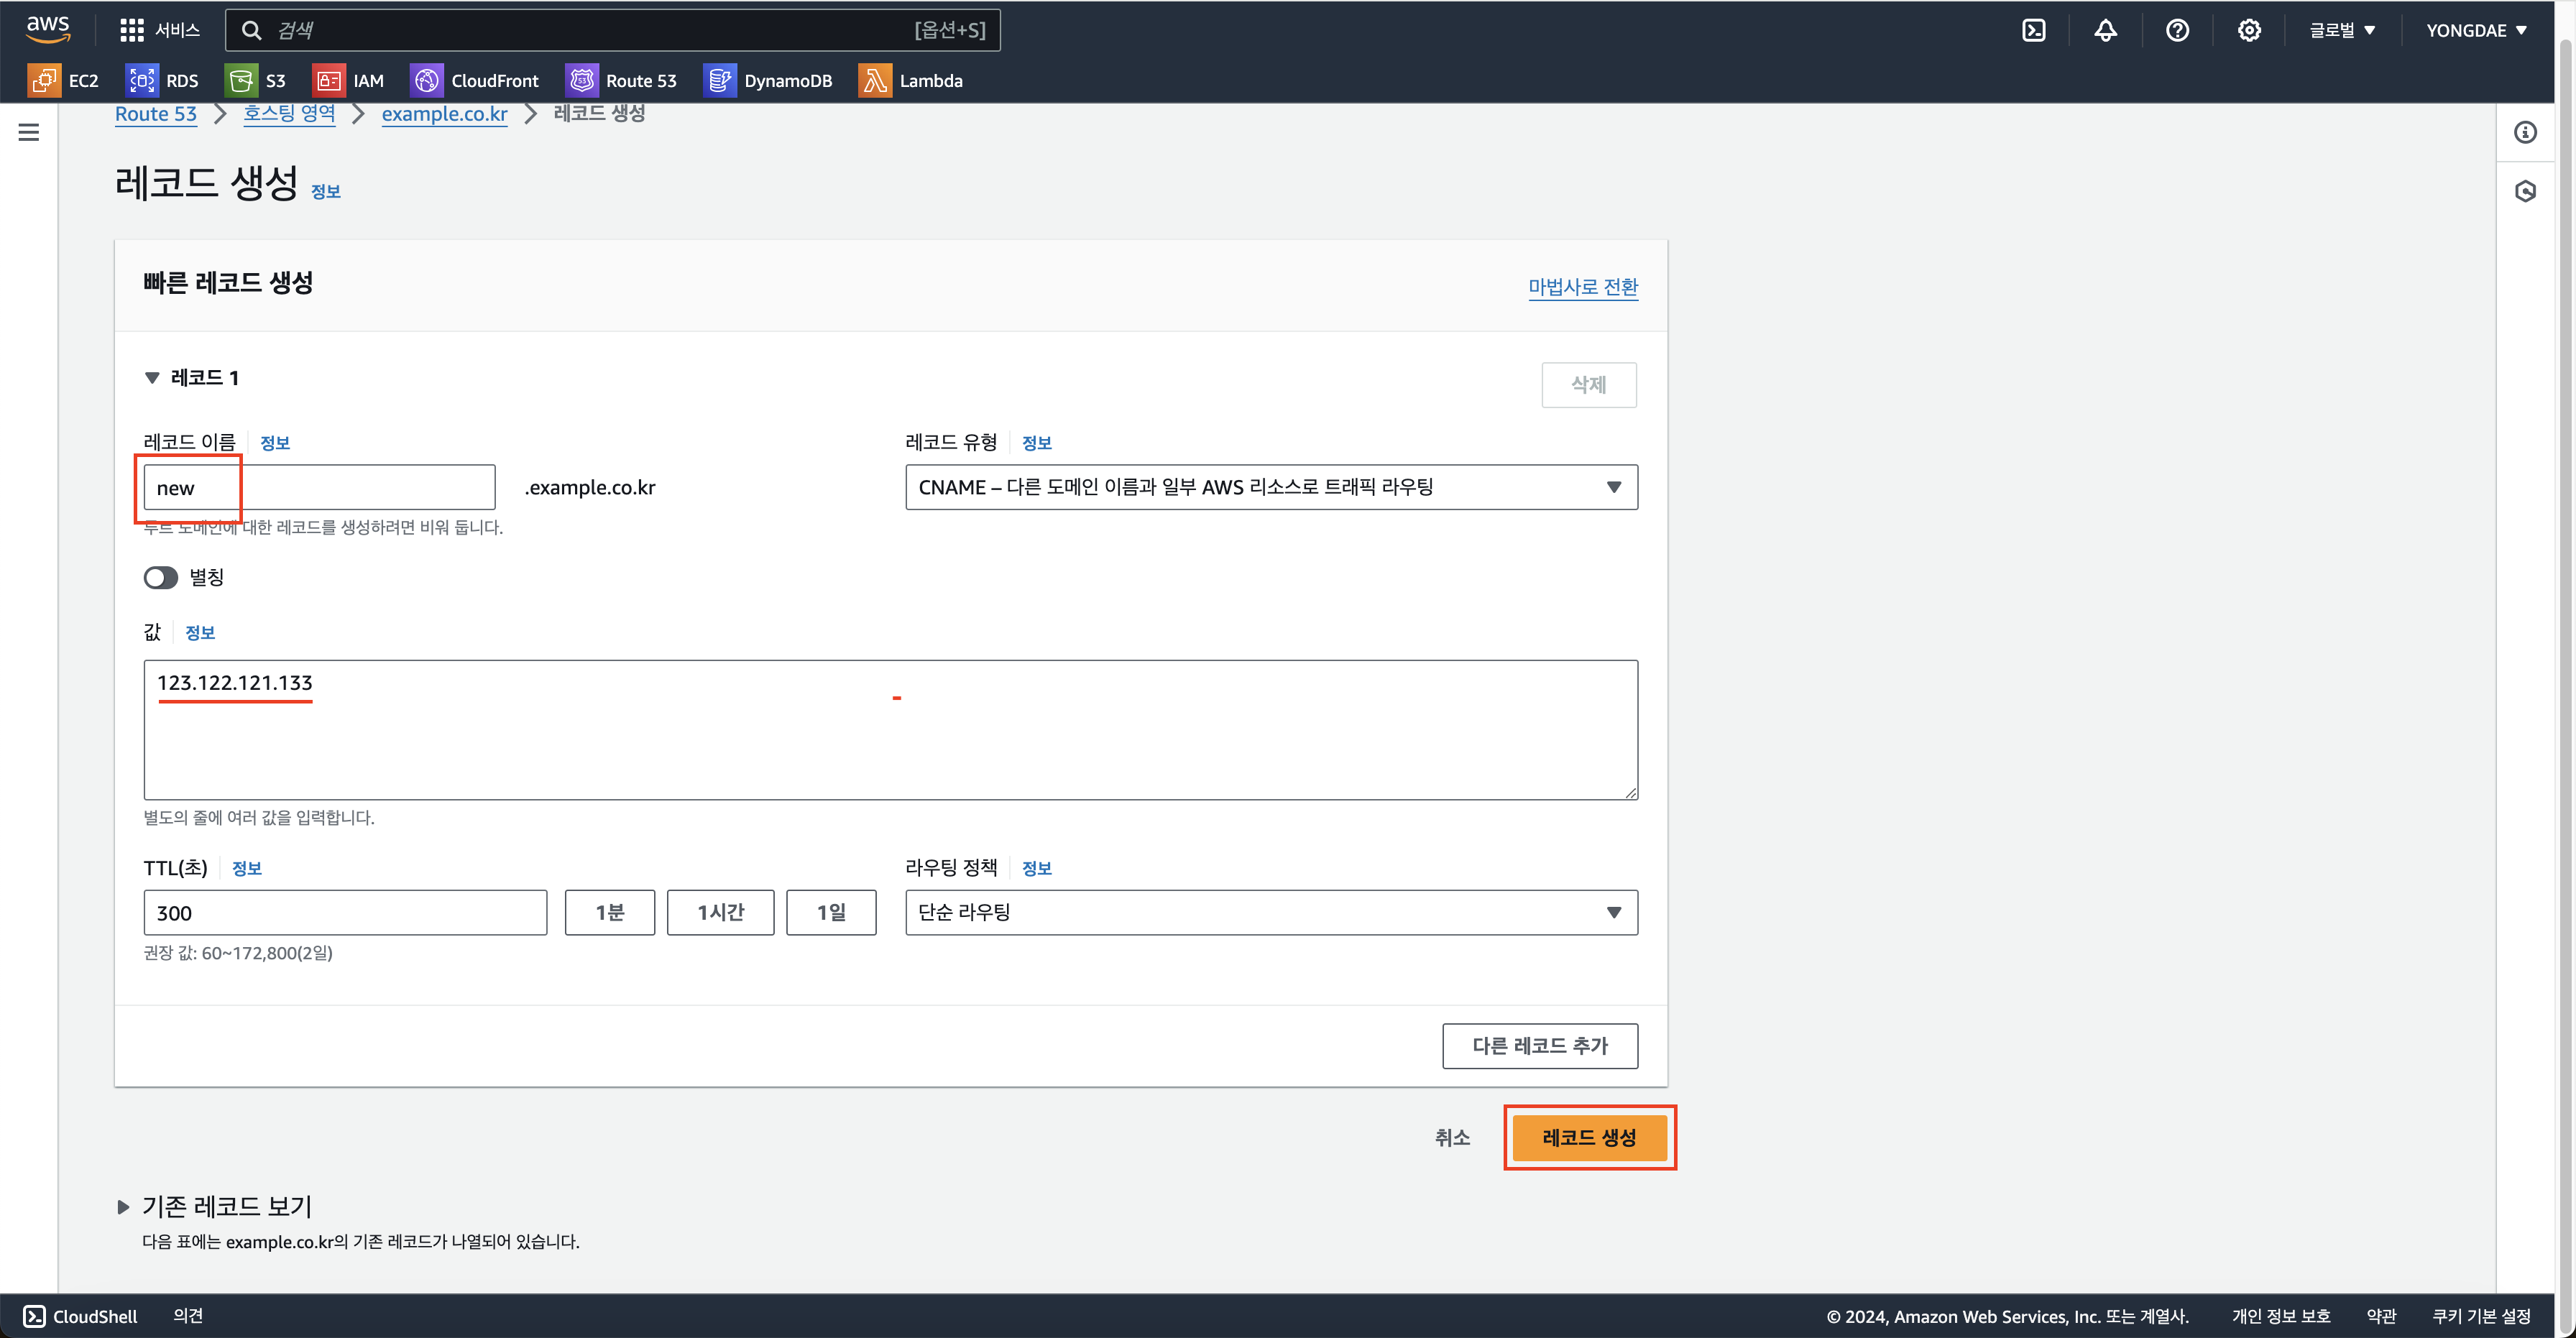 aws
서비스
검색
[옵션+S]
글로벌
YONGDAE
EC2
RDS
S3
IAM
CloudFront
Route 53
DynamoDB
Lambda
Route 53
호스팅 영역
example.co.kr
레코드 생성
레코드 생성 정보
빠른 레코드 생성
마법사로 전환
레코드 1
삭제
레코드 이름 정보
new
.example.co.kr
루트 도메인에 대한 레코드를 생성하려면 비워 둡니다.
레코드 유형 정보
CNAME – 다른 도메인 이름과 일부 AWS 리소스로 트래픽 라우팅
별칭
값 정보
123.122.121.133
별도의 줄에 여러 값을 입력합니다.
TTL(초) 정보
300
1분
1시간
1일
권장 값: 60~172,800(2일)
라우팅 정책 정보
단순 라우팅
다른 레코드 추가
취소
레코드 생성
기존 레코드 보기
다음 표에는 example.co.kr의 기존 레코드가 나열되어 있습니다.
CloudShell
의견
© 2024, Amazon Web Services, Inc. 또는 계열사.
개인 정보 보호
약관
쿠키 기본 설정